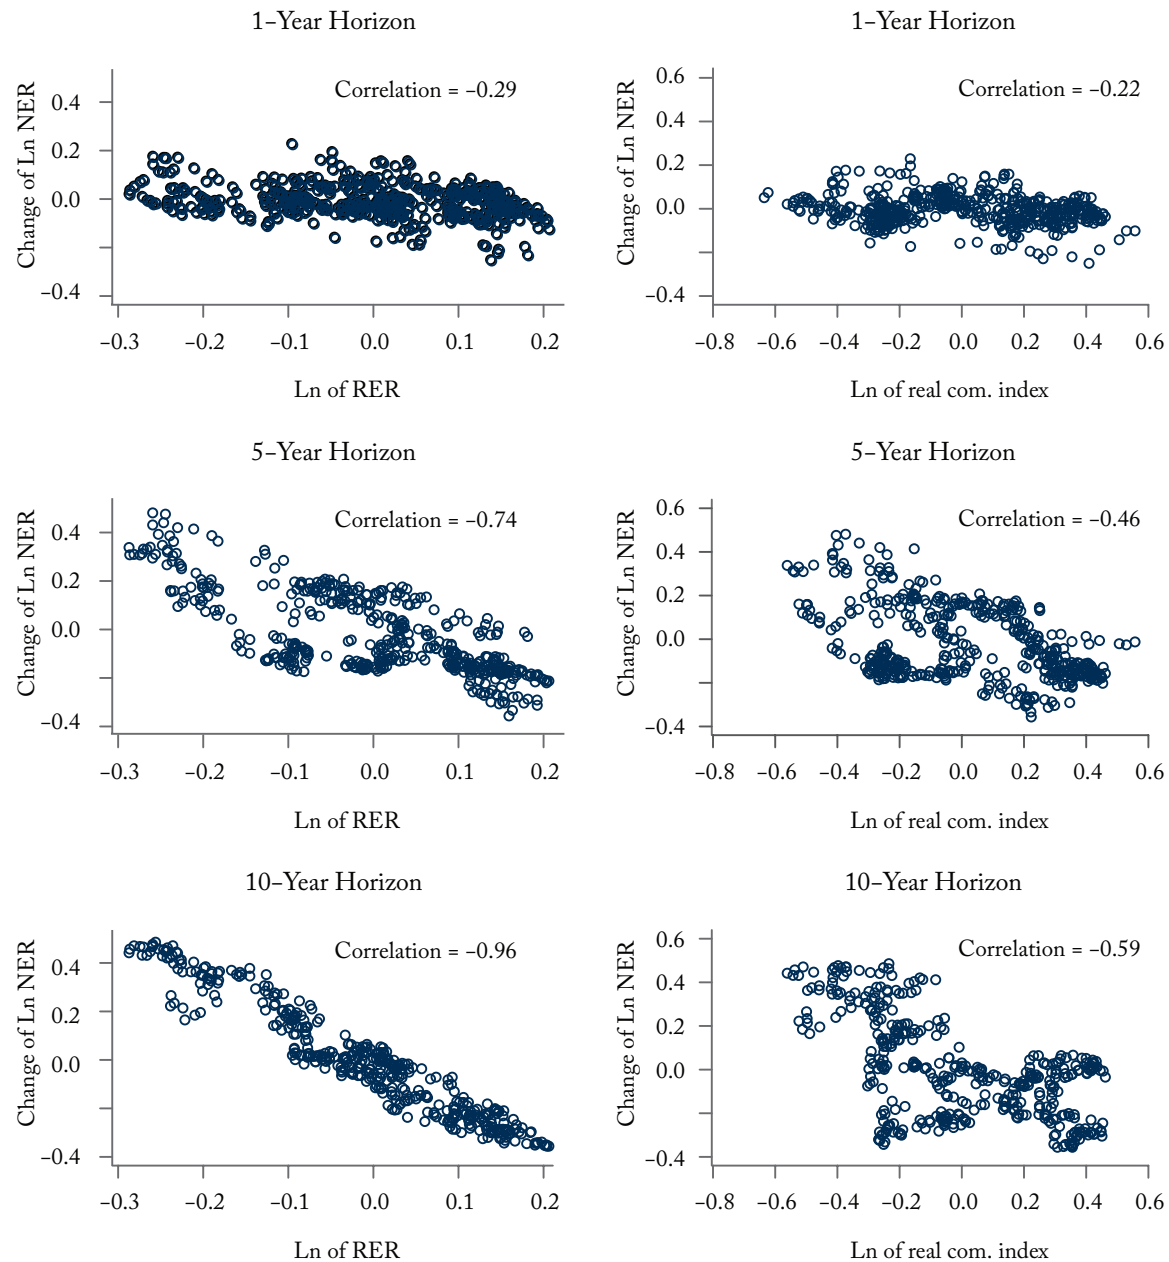 1–Year Horizon
Correlation = –0.29
Change of Ln NER
0.4
0.2
0.0
–0.4
–0.3 –0.2 –0.1 0.0 0.1 0.2
Ln of RER
1–Year Horizon
Correlation = –0.22
Change of Ln NER
0.6
0.4
0.2
0.0
–0.4
–0.8 –0.6 –0.4 –0.2 0.0 0.2 0.4 0.6
Ln of real com. index
5–Year Horizon
Correlation = –0.74
Change of Ln NER
0.4
0.2
0.0
–0.4
–0.3 –0.2 –0.1 0.0 0.1 0.2
Ln of RER
5–Year Horizon
Correlation = –0.46
Change of Ln NER
0.6
0.4
0.2
0.0
–0.4
–0.8 –0.6 –0.4 –0.2 0.0 0.2 0.4 0.6
Ln of real com. index
10–Year Horizon
Correlation = –0.96
Change of Ln NER
0.4
0.2
0.0
–0.4
–0.3 –0.2 –0.1 0.0 0.1 0.2
Ln of RER
10–Year Horizon
Correlation = –0.59
Change of Ln NER
0.6
0.4
0.2
0.0
–0.4
–0.8 –0.6 –0.4 –0.2 0.0 0.2 0.4 0.6
Ln of real com. index